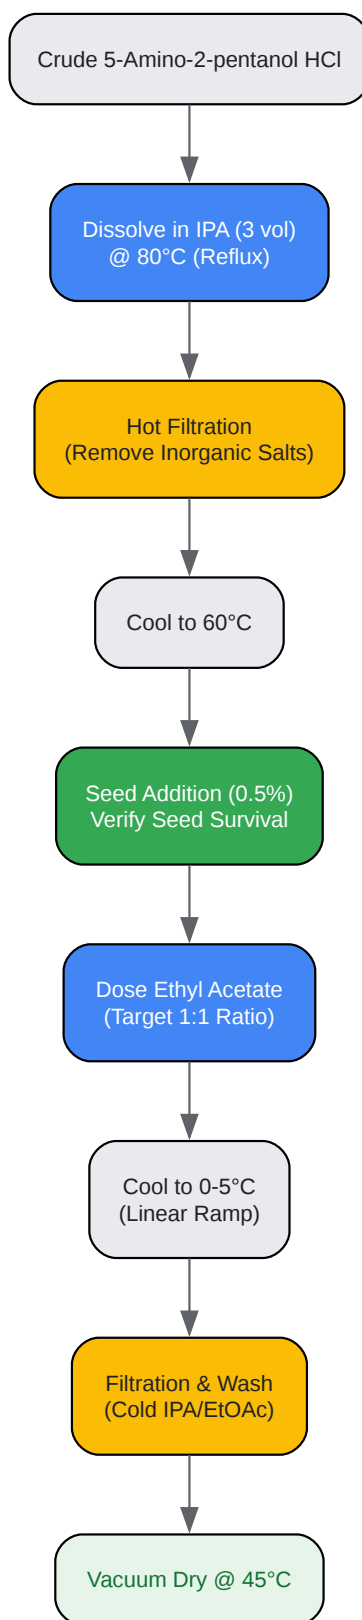 Crude 5-Amino-2-pentanol HCl
Dissolve in IPA (3 vol)
@ 80°C (Reflux)
Hot Filtration
(Remove Inorganic Salts)
Cool to 60°C
Seed Addition (0.5%)
Verify Seed Survival
Dose Ethyl Acetate
(Target 1:1 Ratio)
Cool to 0-5°C
(Linear Ramp)
Filtration & Wash
(Cold IPA/EtOAc)
Vacuum Dry @ 45°C